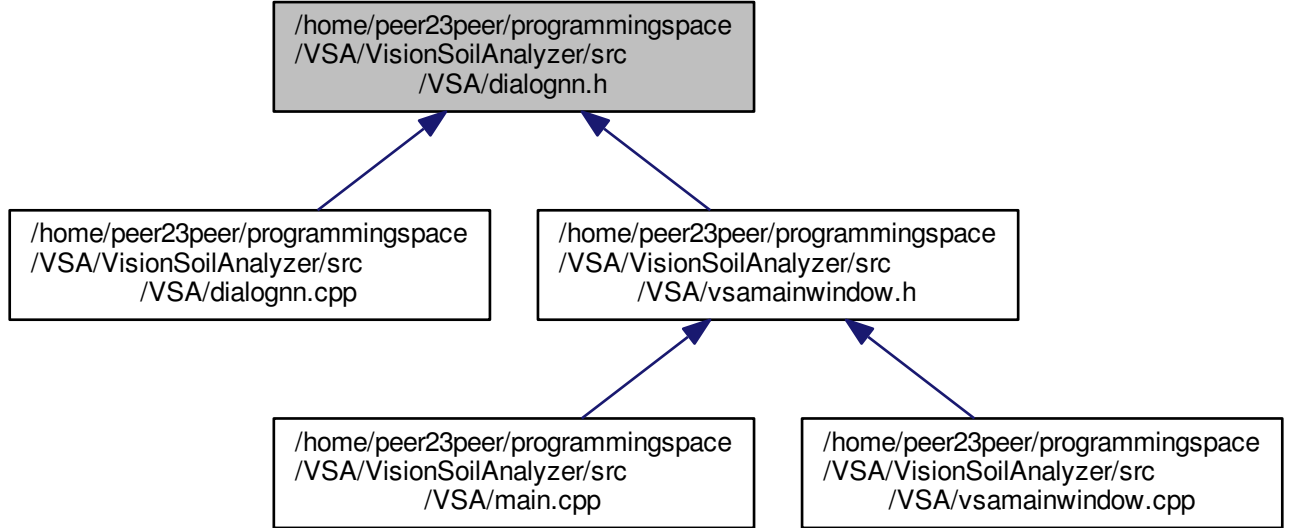 /home/peer23peer/programmingspace
/VSA/VisionSoilAnalyzer/src
/VSA/dialognn.h
/home/peer23peer/programmingspace
/VSA/VisionSoilAnalyzer/src
/VSA/dialognn.cpp
/home/peer23peer/programmingspace
/VSA/VisionSoilAnalyzer/src
/VSA/vsamainwindow.h
/home/peer23peer/programmingspace
/VSA/VisionSoilAnalyzer/src
/VSA/main.cpp
/home/peer23peer/programmingspace
/VSA/VisionSoilAnalyzer/src
/VSA/vsamainwindow.cpp